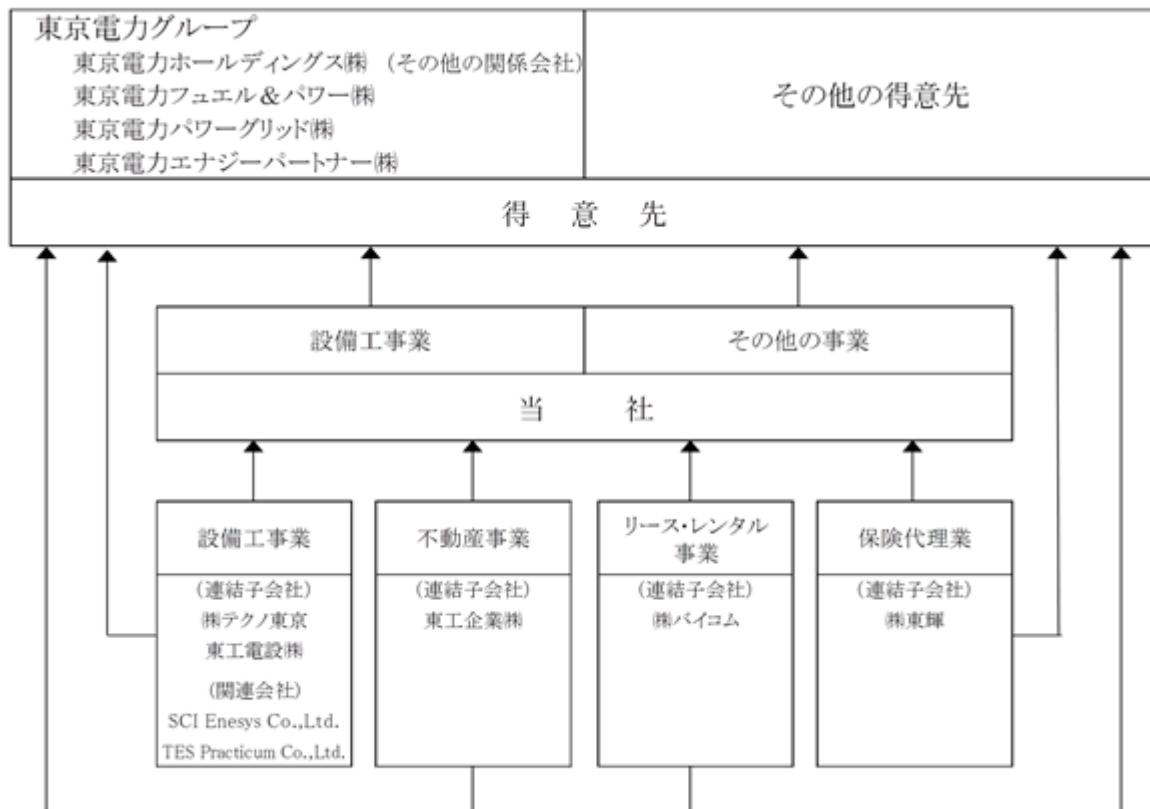 東京電力グループ
東京電力ホールディングス㈱ (その他の関係会社)
東京電力フュエル&パワー㈱
東京電力パワーグリッド㈱
東京電力エナジーパートナー㈱
その他の得意先
得 意 先
設備工事業
その他の事業
当 社
設備工事業
(連結子会社)
㈱テクノ東京
東工電設㈱
(関連会社)
SCI Enesys Co.,Ltd.
TES Practicum Co.,Ltd.
不動産事業
(連結子会社)
東工企業㈱
リース・レンタル
事業
(連結子会社)
㈱バイコム
保険代理業
(連結子会社)
㈱東輝